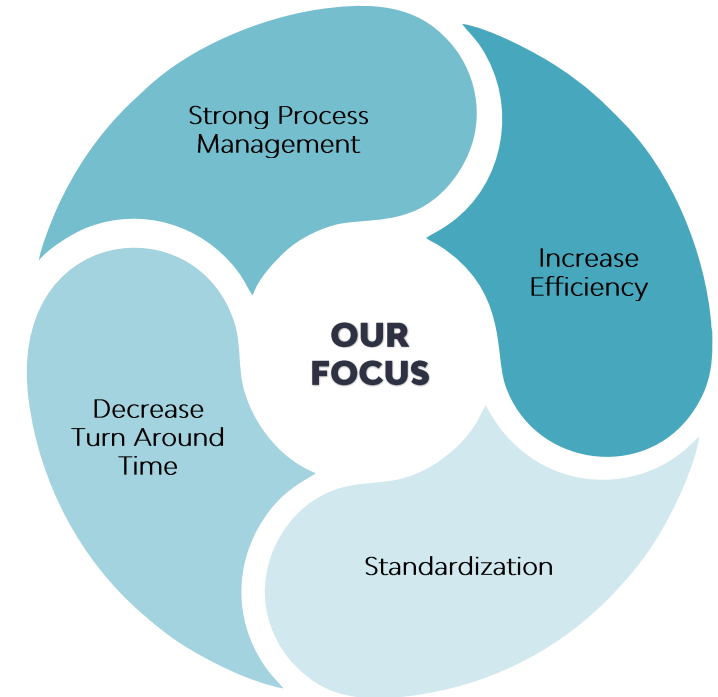 Strong Process
Management
Increase
Efficiency
OUR
FOCUS
Decrease
Turn Around
Time
Standardization